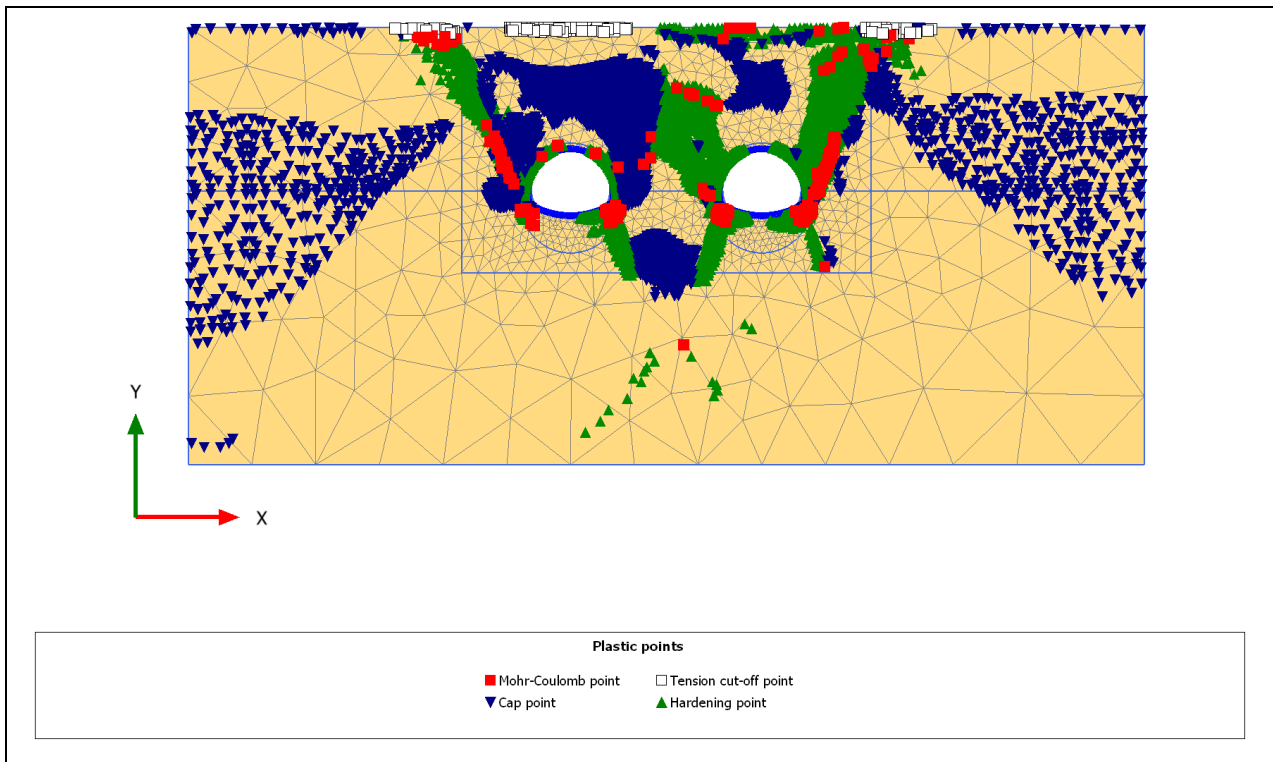 Y
X
Plastic points
Mohr-Coulomb point
Tension cut-off point
Cap point
Hardening point